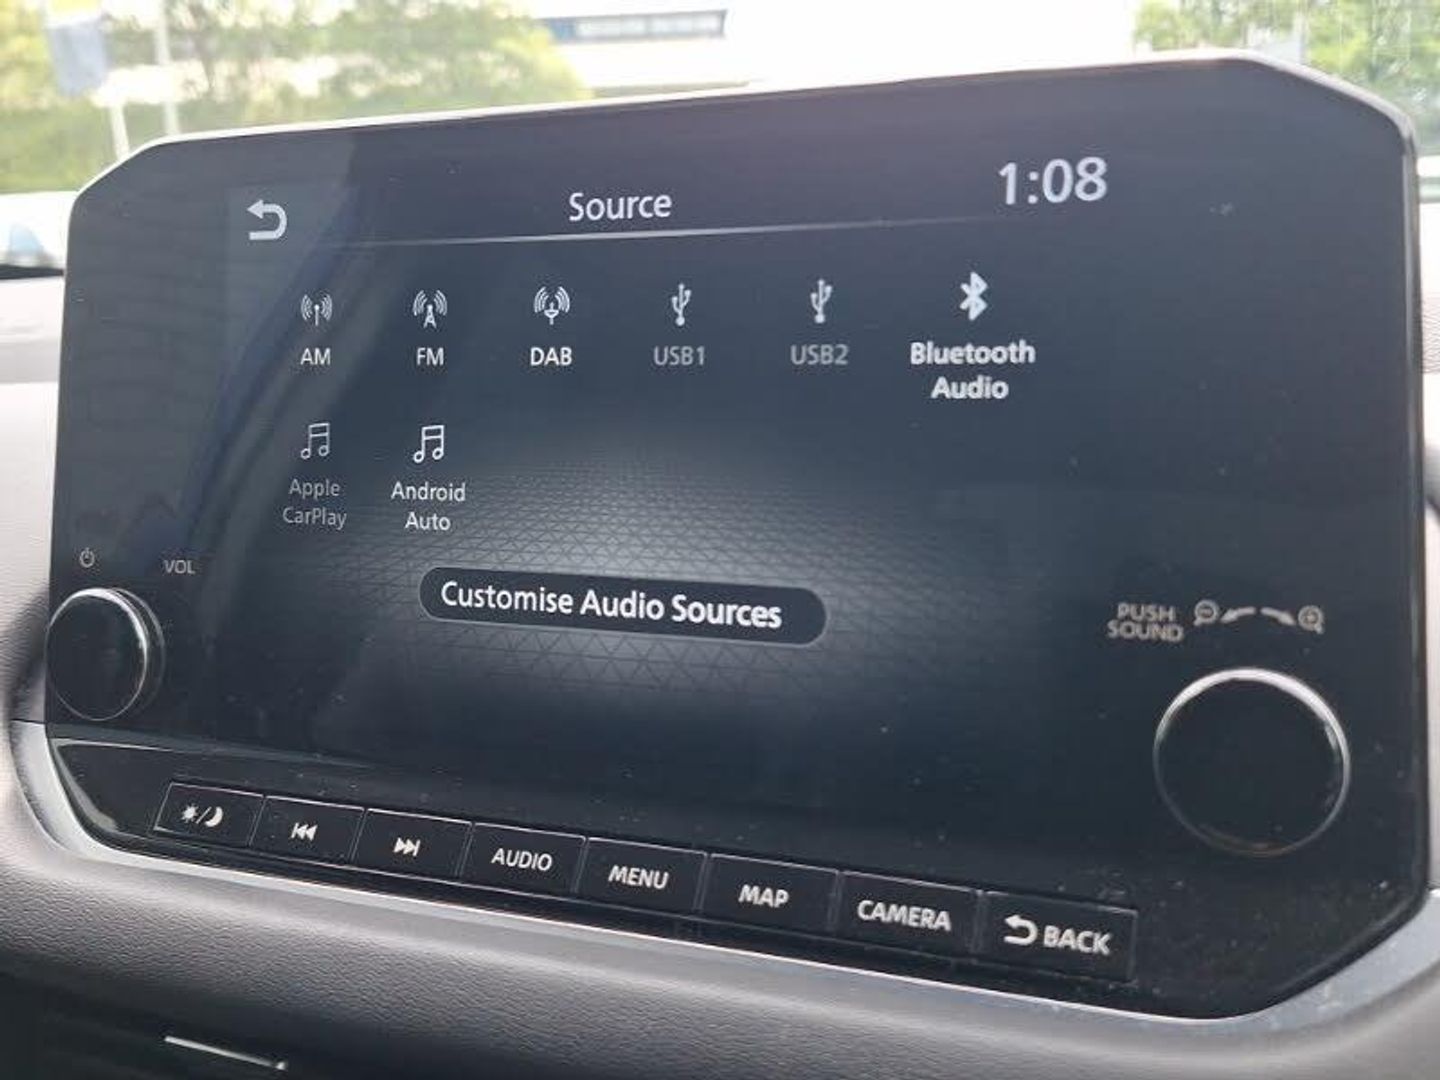 Source
1:08
AM
FM
DAB
USB1
USB2
Bluetooth
Audio
Apple
CarPlay
Android
Auto
Customise Audio Sources
VOL
PUSH
SOUND
AUDIO
MENU
MAP
CAMERA
BACK